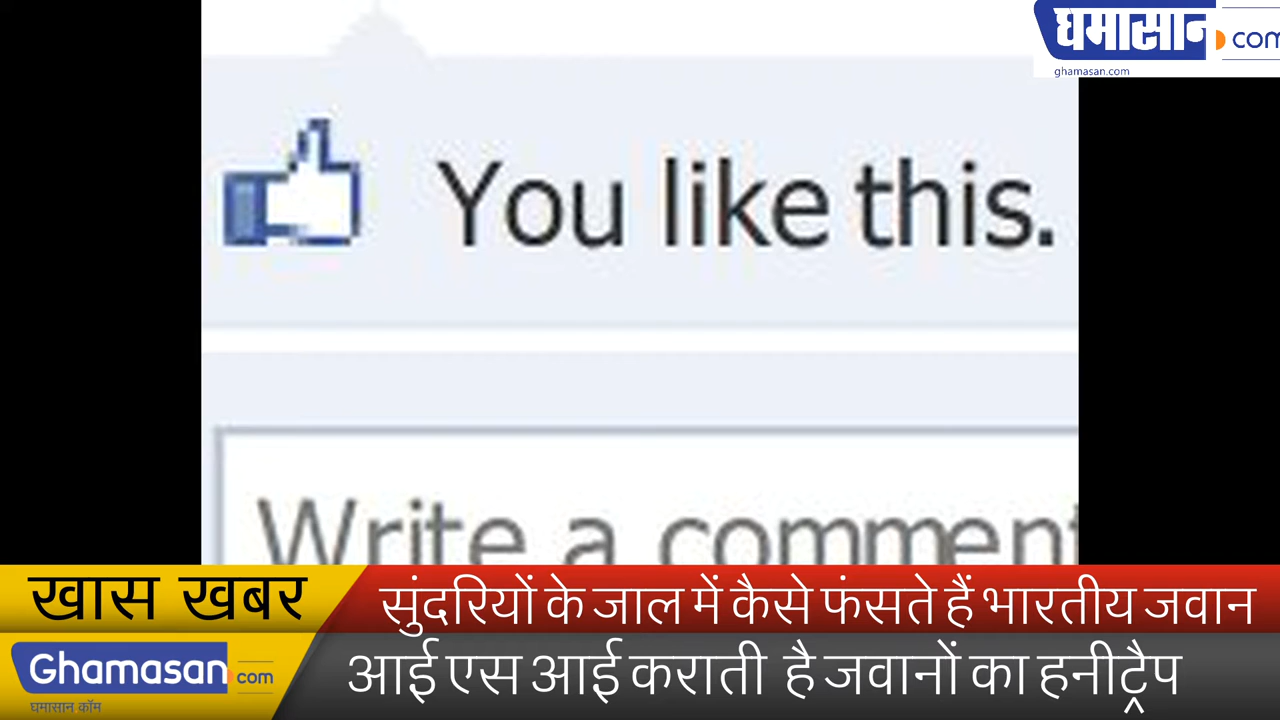 घमासान.com
ghamasan.com
You like this.
Write a comment
खास खबर
सुंदरियों के जाल में कैसे फंसते हैं भारतीय जवान
Ghamasan.com
आई एस आई कराती है जवानों का हनीट्रैप
घमासान कॉम